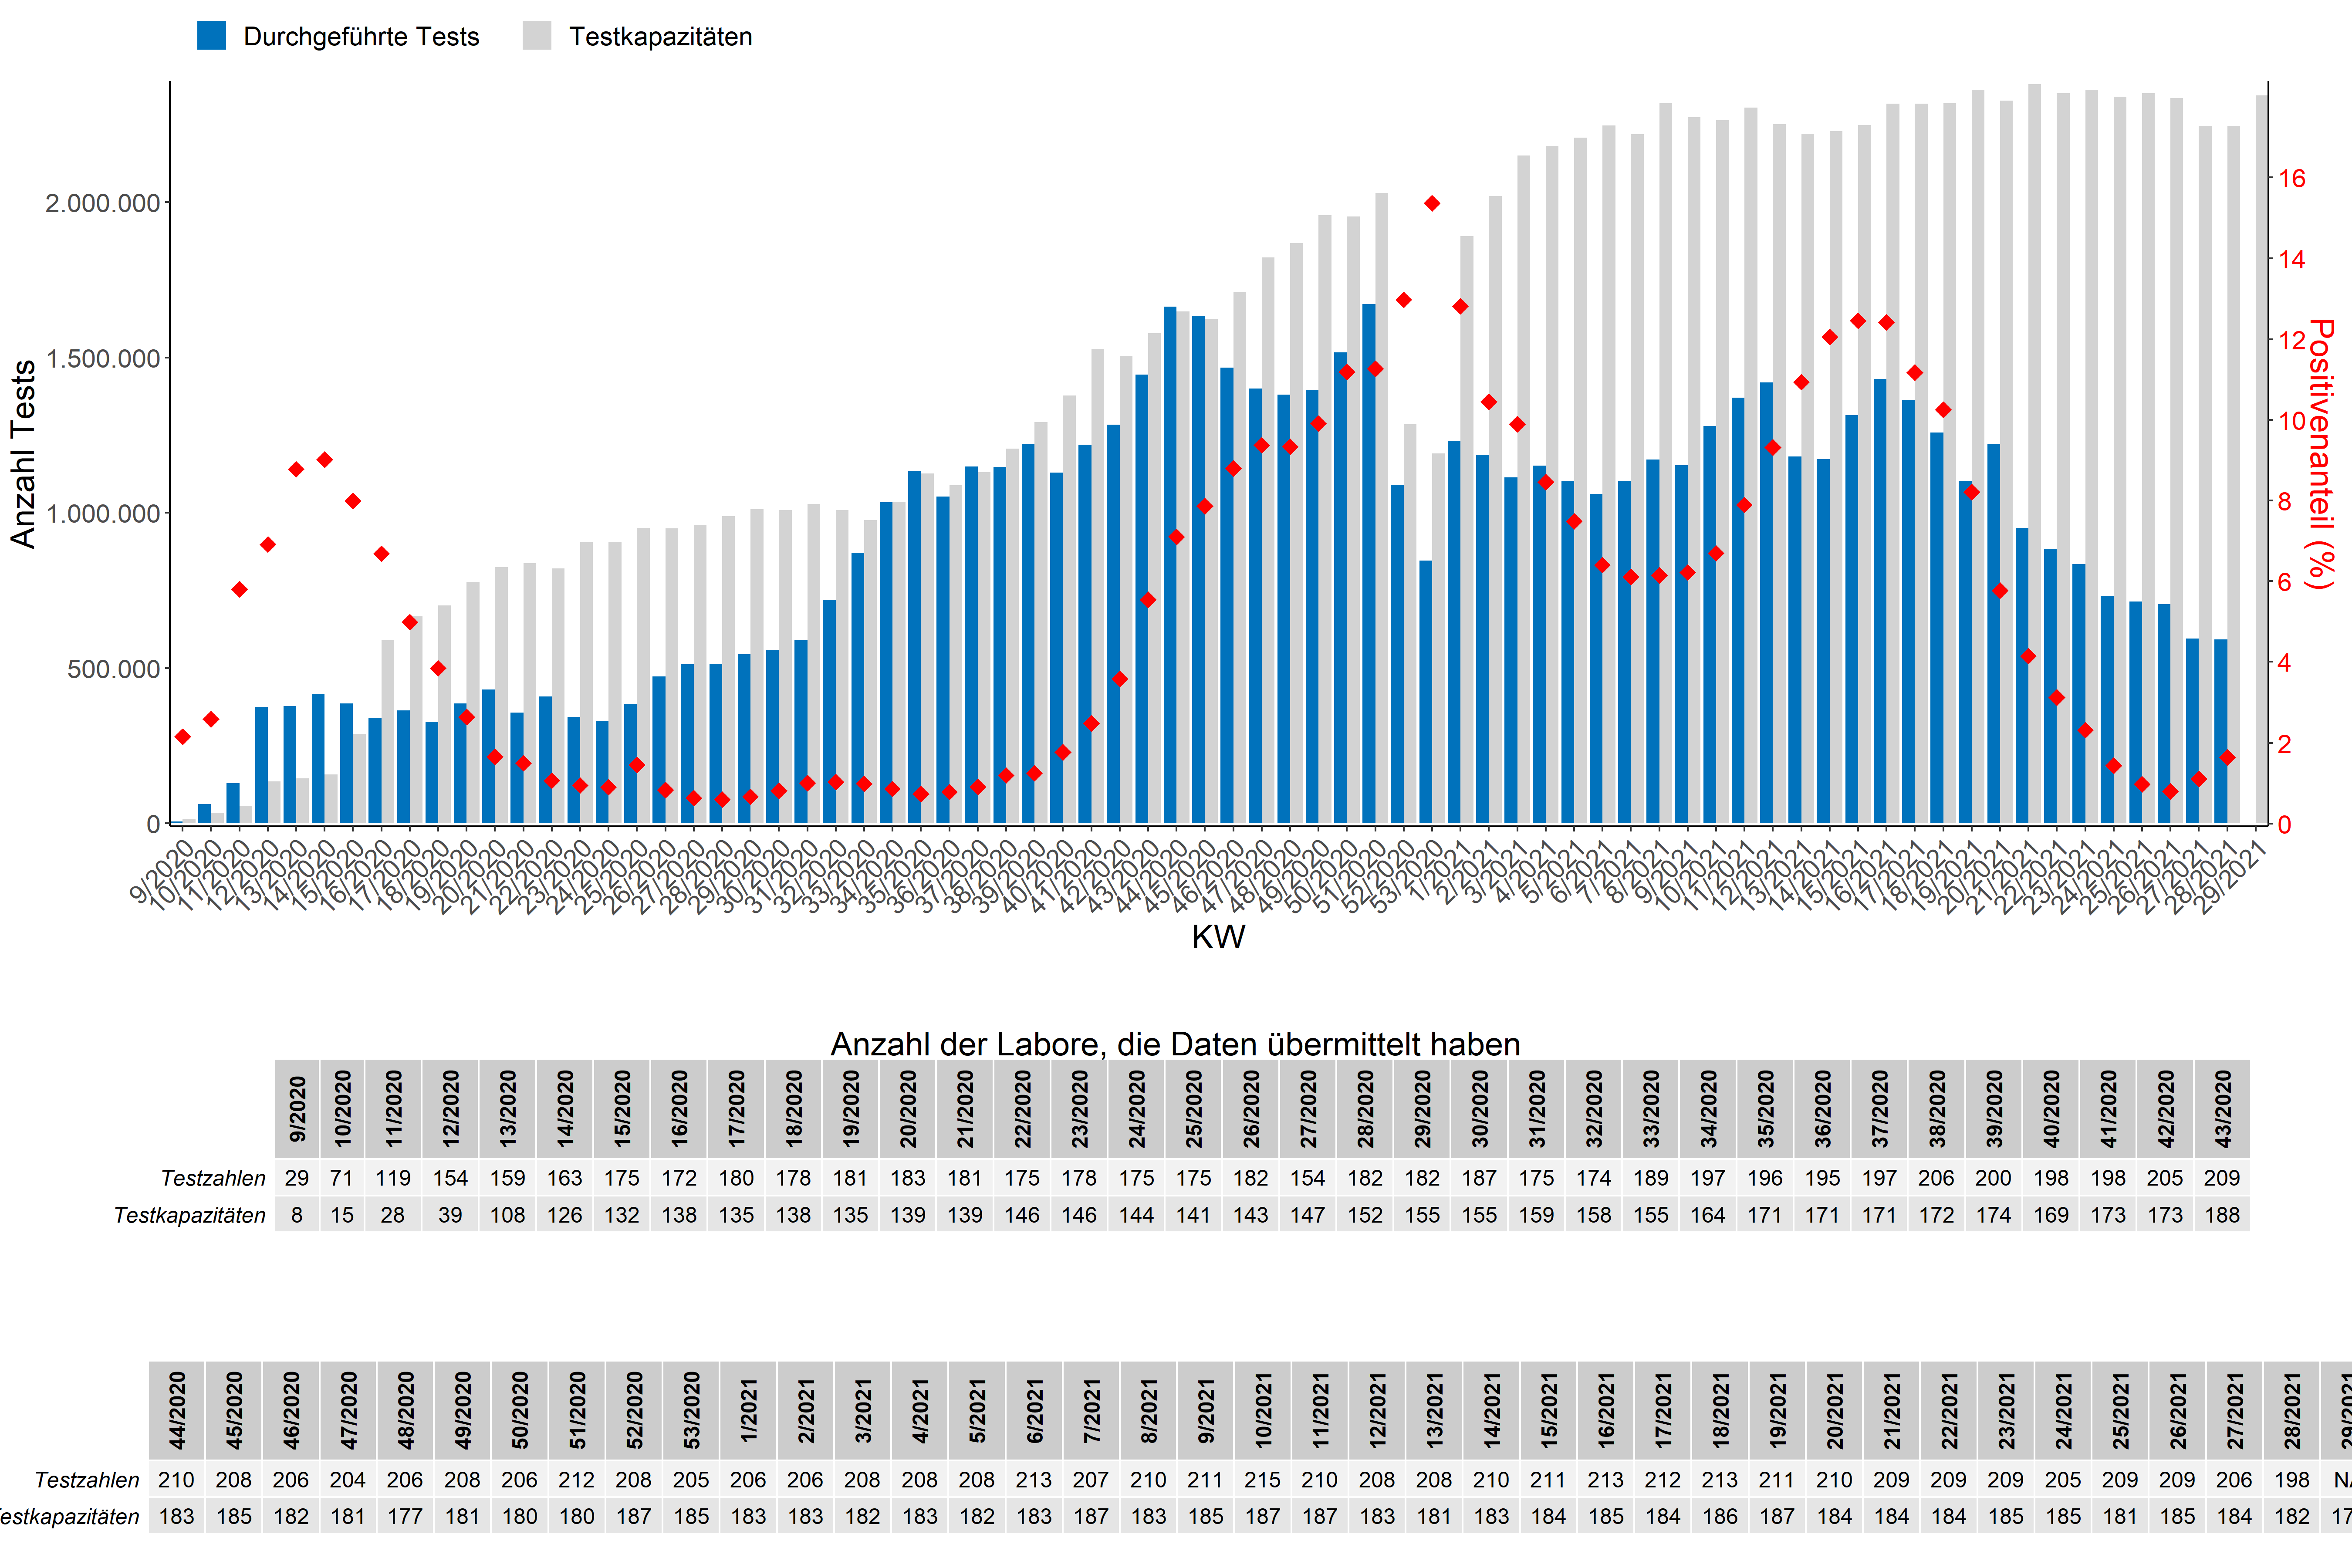 Durchgeführte Tests Testkapazitäten
Anzahl Tests
2.000.000
1.500.000
1.000.000
500.000
0
Positivenanteil (%)
16
14
12
10
8
6
4
2
0
9/2020 10/2020 11/2020 12/2020 13/2020 14/2020 15/2020 16/2020 17/2020 18/2020 19/2020 20/2020 21/2020 22/2020 23/2020 24/2020 25/2020 26/2020 27/2020 28/2020 29/2020 30/2020 31/2020 32/2020 33/2020 34/2020 35/2020 36/2020 37/2020 38/2020 39/2020 40/2020 41/2020 42/2020 43/2020 44/2020 45/2020 46/2020 47/2020 48/2020 49/2020 50/2020 51/2020 52/2020 53/2020 1/2021 2/2021 3/2021 4/2021 5/2021 6/2021 7/2021 8/2021 9/2021 10/2021 11/2021 12/2021 13/2021 14/2021 15/2021 16/2021 17/2021 18/2021 19/2021 20/2021 21/2021 22/2021 23/2021 24/2021 25/2021 26/2021 27/2021 28/2021 29/2021
KW
Anzahl der Labore, die Daten übermittelt haben
9/2020 10/2020 11/2020 12/2020 13/2020 14/2020 15/2020 16/2020 17/2020 18/2020 19/2020 20/2020 21/2020 22/2020 23/2020 24/2020 25/2020 26/2020 27/2020 28/2020 29/2020 30/2020 31/2020 32/2020 33/2020 34/2020 35/2020 36/2020 37/2020 38/2020 39/2020 40/2020 41/2020 42/2020 43/2020
Testzahlen 29 71 119 154 159 163 175 172 180 178 181 183 181 175 178 175 175 182 154 182 182 187 175 174 189 197 196 195 197 206 200 198 198 205 209
Testkapazitäten 8 15 28 39 108 126 132 138 135 138 135 139 139 146 146 144 141 143 147 152 155 155 159 158 155 164 171 171 171 172 174 169 173 173 188
44/2020 45/2020 46/2020 47/2020 48/2020 49/2020 50/2020 51/2020 52/2020 53/2020 1/2021 2/2021 3/2021 4/2021 5/2021 6/2021 7/2021 8/2021 9/2021 10/2021 11/2021 12/2021 13/2021 14/2021 15/2021 16/2021 17/2021 18/2021 19/2021 20/2021 21/2021 22/2021 23/2021 24/2021 25/2021 26/2021 27/2021 28/2021 29/2021
Testzahlen 210 208 206 204 206 208 206 212 208 205 206 206 208 208 208 213 207 210 211 215 210 208 208 210 211 213 212 213 211 210 209 209 209 205 209 209 206 198
estkapazitäten 183 185 182 181 177 181 180 180 187 185 183 183 182 183 182 183 187 183 185 187 187 183 181 183 184 185 184 186 187 184 184 184 185 185 181 185 184 182